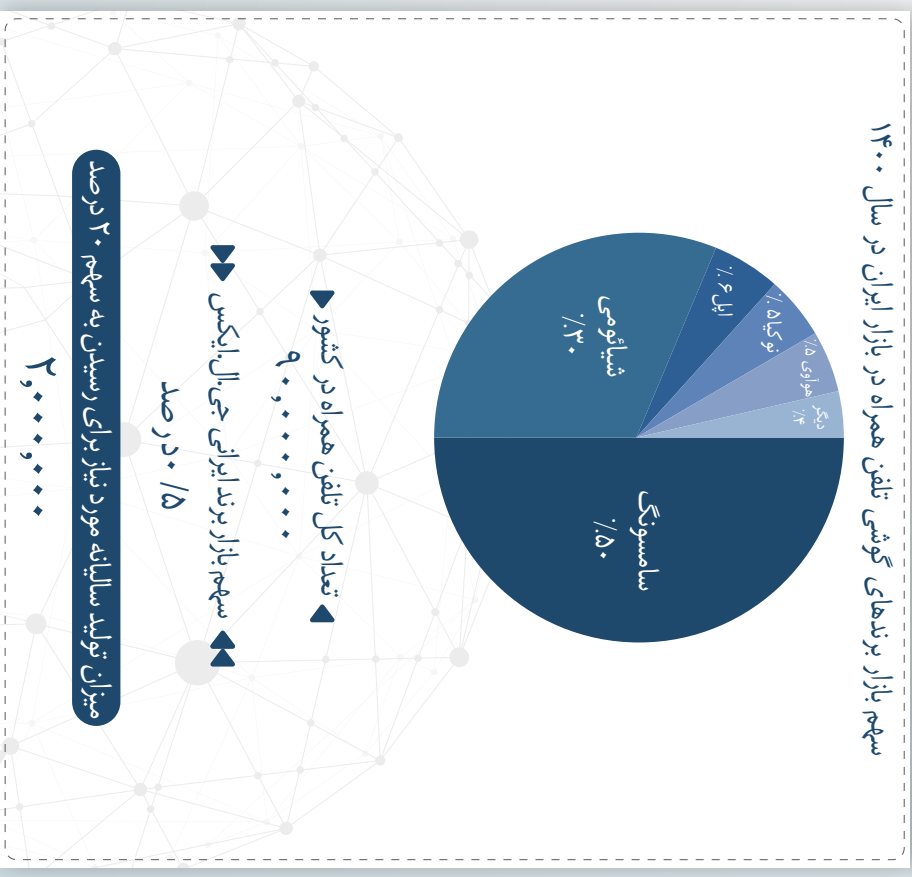 سهم بازار برندهای گوشی تلفن همراه در بازار ایران در سال ۱۴۰۰
اپل ۶٪
نوکیا ۵٪
هوآوی ۵٪
دیگر
۴٪
شیائومی
۳۰٪
سامسونگ
۵۰٪
تعداد کل تلفن همراه در کشور
۹۰,۰۰۰,۰۰۰
سهم بازار برند ایرانی جی.ال.ایکس
۰/۵ درصد
میزان تولید سالیانه مورد نیاز برای رسیدن به سهم ۲۰ درصد
۲,۰۰۰,۰۰۰